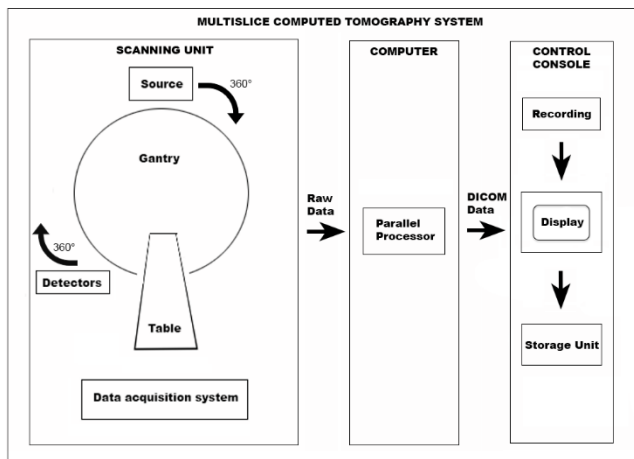 MULTISLICE COMPUTED TOMOGRAPHY SYSTEM
SCANNING UNIT
Source
360°
Gantry
360°
Detectors
Table
Data acquisition system
Raw
Data
COMPUTER
Parallel
Processor
DICOM
Data
CONTROL
CONSOLE
Recording
Display
Storage Unit